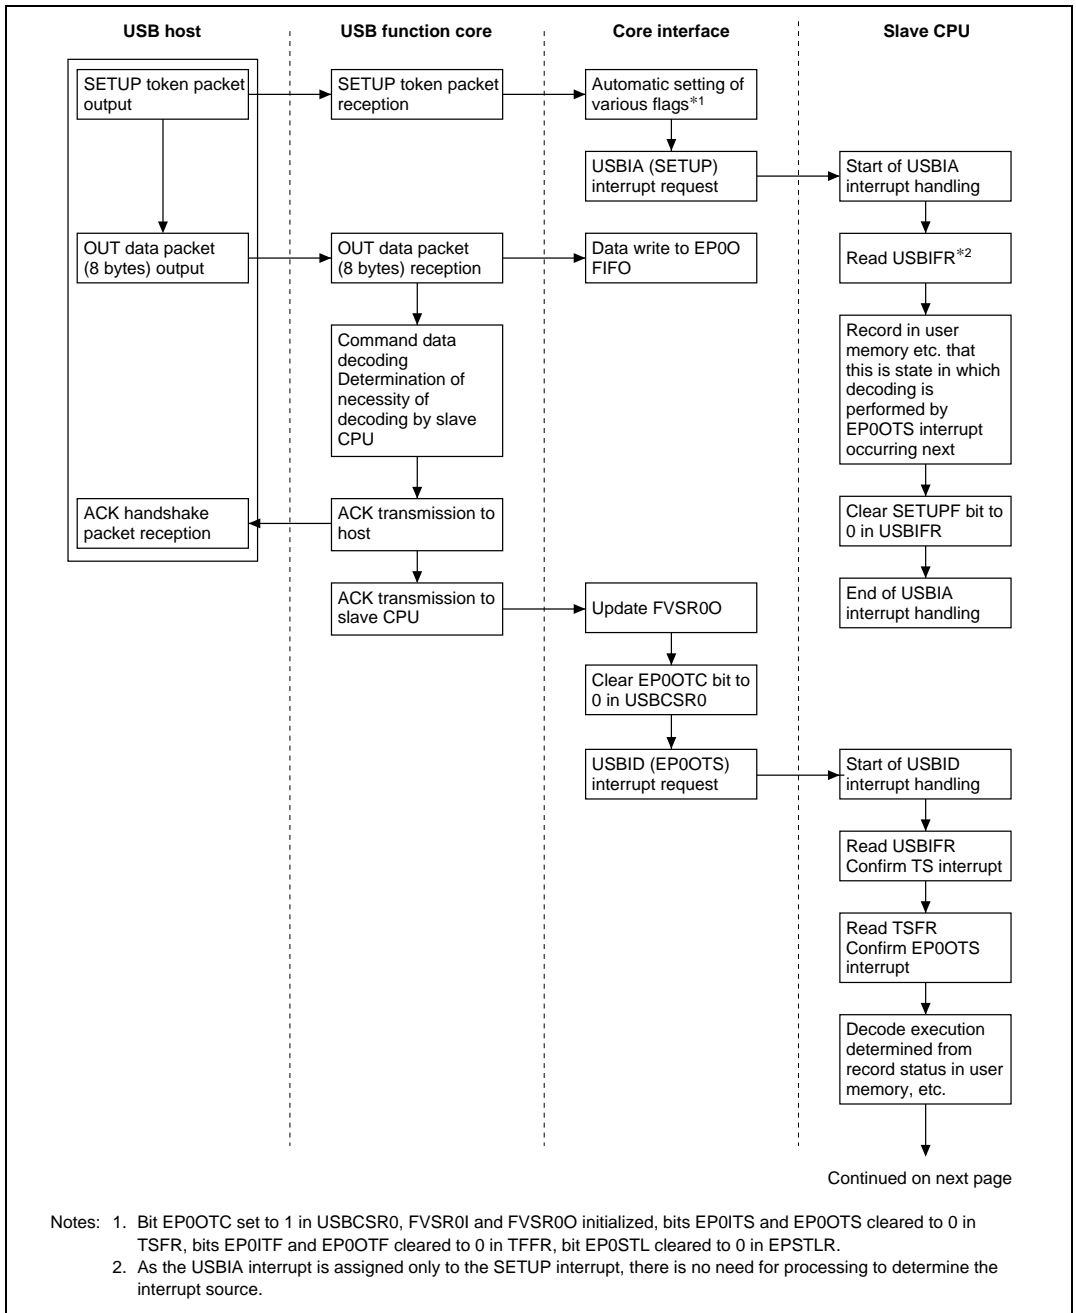 USB host
USB function core
Core interface
Slave CPU
SETUP token packet
output
SETUP token packet
reception
Automatic setting of
various flags*1
USBIA (SETUP)
interrupt request
Start of USBIA
interrupt handling
OUT data packet
(8 bytes) output
OUT data packet
(8 bytes) reception
Data write to EP0O
FIFO
Read USBIFR*2
Command data
decoding
Determination of
necessity of
decoding by slave
CPU
Record in user
memory etc. that
this is state in which
decoding is
performed by
EP0OTS interrupt
occurring next
ACK handshake
packet reception
ACK transmission to
host
Clear SETUPF bit to
0 in USBIFR
ACK transmission to
slave CPU
Update FVSR0O
End of USBIA
interrupt handling
Clear EP0OTC bit to
0 in USBCSR0
USBID (EP0OTS)
interrupt request
Start of USBID
interrupt handling
Read USBIFR
Confirm TS interrupt
Read TSFR
Confirm EP0OTS
interrupt
Decode execution
determined from
record status in user
memory, etc.
Continued on next page
Notes: 1. Bit EP0OTC set to 1 in USBCSR0, FVSR0I and FVSR0O initialized, bits EP0ITS and EP0OTS cleared to 0 in
TSFR, bits EP0ITF and EP0OTF cleared to 0 in TFFR, bit EP0STL cleared to 0 in EPSTLR.
2. As the USBIA interrupt is assigned only to the SETUP interrupt, there is no need for processing to determine the
interrupt source.